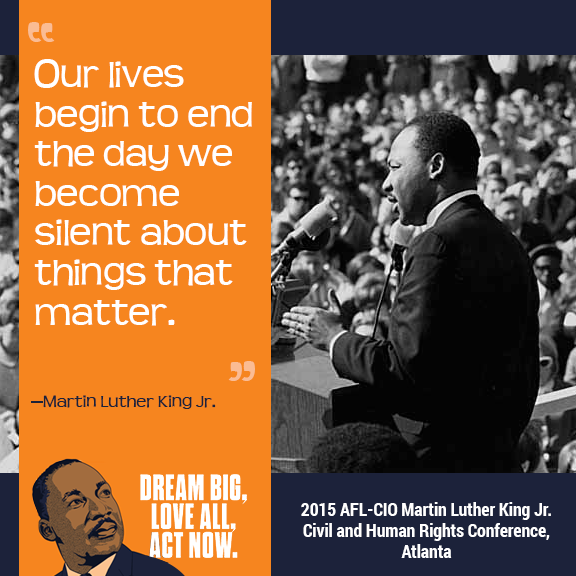 “
Our lives
begin to end
the day we
become
silent about
things that
matter.
”
—Martin Luther King Jr.
DREAM BIG,
LOVE ALL,
ACT NOW.
2015 AFL-CIO Martin Luther King Jr.
Civil and Human Rights Conference,
Atlanta